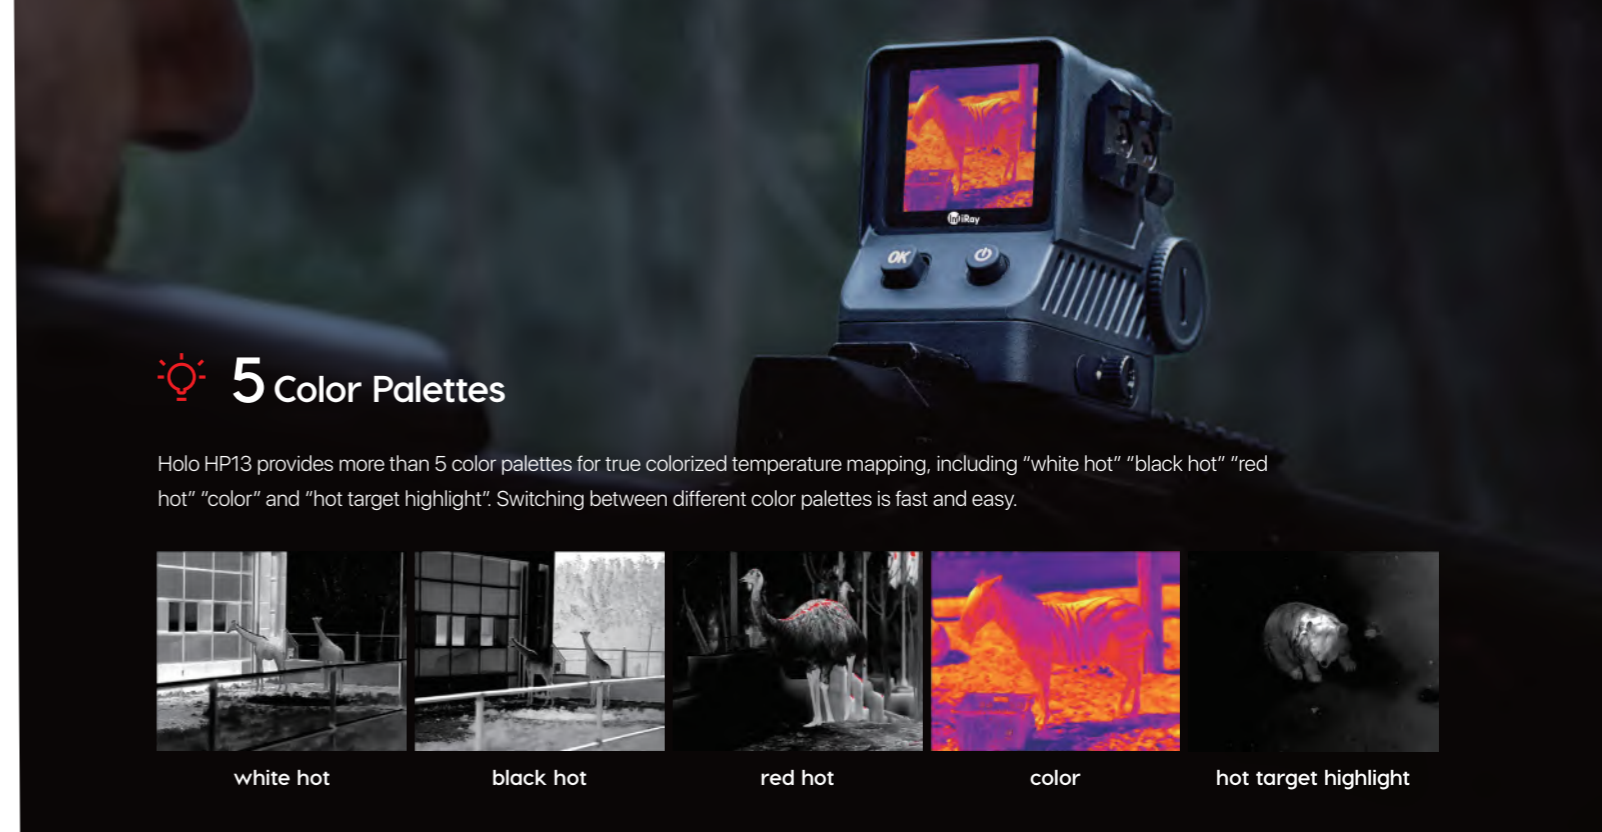 InfiRay
OK
5 Color Palettes
Holo HP13 provides more than 5 color palettes for true colorized temperature mapping, including “white hot” “black hot” “red
hot” “color” and “hot target highlight”. Switching between different color palettes is fast and easy.
white hot
black hot
red hot
color
hot target highlight